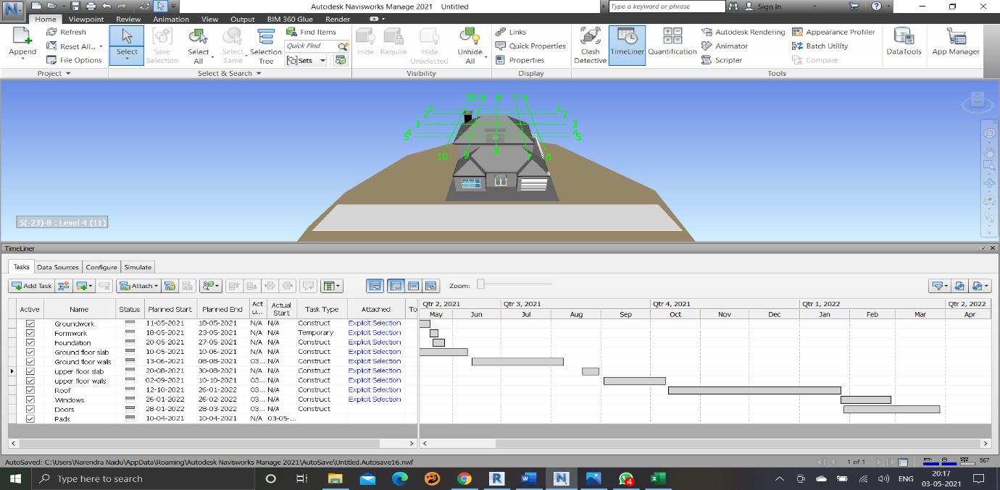 Autodesk Navisworks Manage 2021 Untitled
Type a keyword or phrase
Sign In
Home Viewpoint Review Animation View Output BIM 360 Glue Render
Append
Refresh
Reset All...
File Options
Project
Select
Save Selection
Select All
Select Same
Selection Tree
Find Items
Quick Find
Sets
Select & Search
Hide
Require
Hide Unselected
Unhide All
Visibility
Links
Quick Properties
Properties
Display
Clash Detective
TimeLiner
Quantification
Autodesk Rendering
Animator
Scripter
Appearance Profiler
Batch Utility
Compare
Tools
DataTools
App Manager
10 9 8 7 6
1 1
2 2
3 3
4 4
5 5
10 9 8 7 6
5(-23)-8 : Level 4 (11)
TimeLiner
Tasks Data Sources Configure Simulate
Add Task Attach Zoom:
Active Name Status Planned Start Planned End Act u... Actual Start Task Type Attached To
Qtr 2, 2021 Qtr 3, 2021 Qtr 4, 2021 Qtr 1, 2022 Qtr 2, 2022
May Jun Jul Aug Sep Oct Nov Dec Jan Feb Mar Apr
Groundwork 11-05-2021 18-05-2021 N/A N/A Construct Explicit Selection
Formwork 18-05-2021 23-05-2021 N/A N/A Temporary Explicit Selection
Foundation 20-05-2021 27-05-2021 N/A N/A Construct Explicit Selection
Ground floor slab 10-05-2021 10-06-2021 N/A N/A Construct Explicit Selection
Ground floor walls 13-06-2021 08-08-2021 03... N/A Construct Explicit Selection
upper floor slab 20-08-2021 30-08-2021 N/A N/A Construct Explicit Selection
upper floor walls 02-09-2021 10-10-2021 03... N/A Construct Explicit Selection
Roof 12-10-2021 26-01-2022 03... N/A Construct Explicit Selection
Windows 26-01-2022 26-02-2022 03... N/A Construct Explicit Selection
Doors 28-01-2022 28-03-2022 03... N/A Construct
Pads 10-04-2021 10-04-2021 N/A 03-05-...
AutoSaved: C:\Users\Narendra Naidu\AppData\Roaming\Autodesk Navisworks Manage 2021\AutoSave\Untitled.Autosave16.nwf
1 of 1
567
Type here to search
4
ENG
20:17
03-05-2021